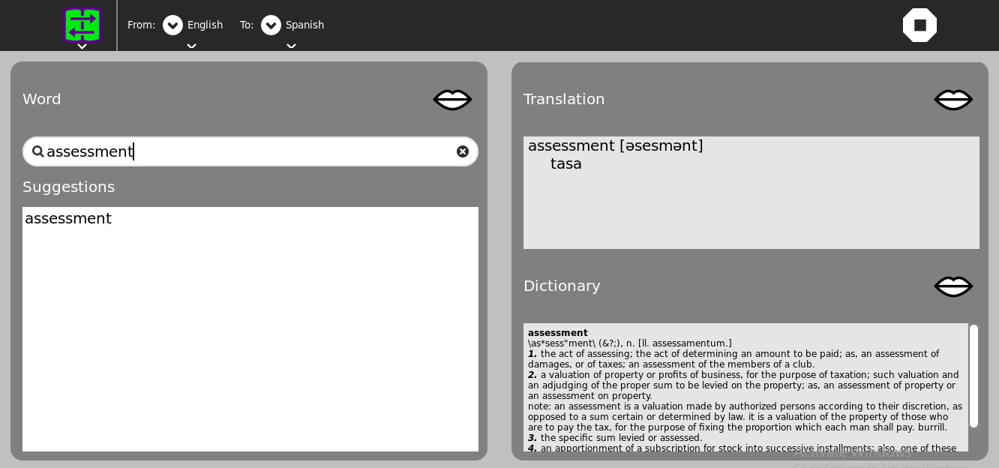 From: English To: Spanish
Word
assessment
Suggestions
assessment
Translation
assessment [əsesmənt]
tasa
Dictionary
assessment
\as*sess"ment\ (&?;), n. [ll. assessamentum.]
1. the act of assessing; the act of determining an amount to be paid; as, an assessment of
damages, or of taxes; an assessment of the members of a club.
2. a valuation of property or profits of business, for the purpose of taxation; such valuation and
an adjudging of the proper sum to be levied on the property; as, an assessment of property or
an assessment on property.
note: an assessment is a valuation made by authorized persons according to their discretion, as
opposed to a sum certain or determined by law. it is a valuation of the property of those who
are to pay the tax, for the purpose of fixing the proportion which each man shall pay. burrill.
3. the specific sum levied or assessed.
4. an apportionment of a subscription for stock into successive installments; also, one of these
Activate Windows
Go to Settings to activate Windows.